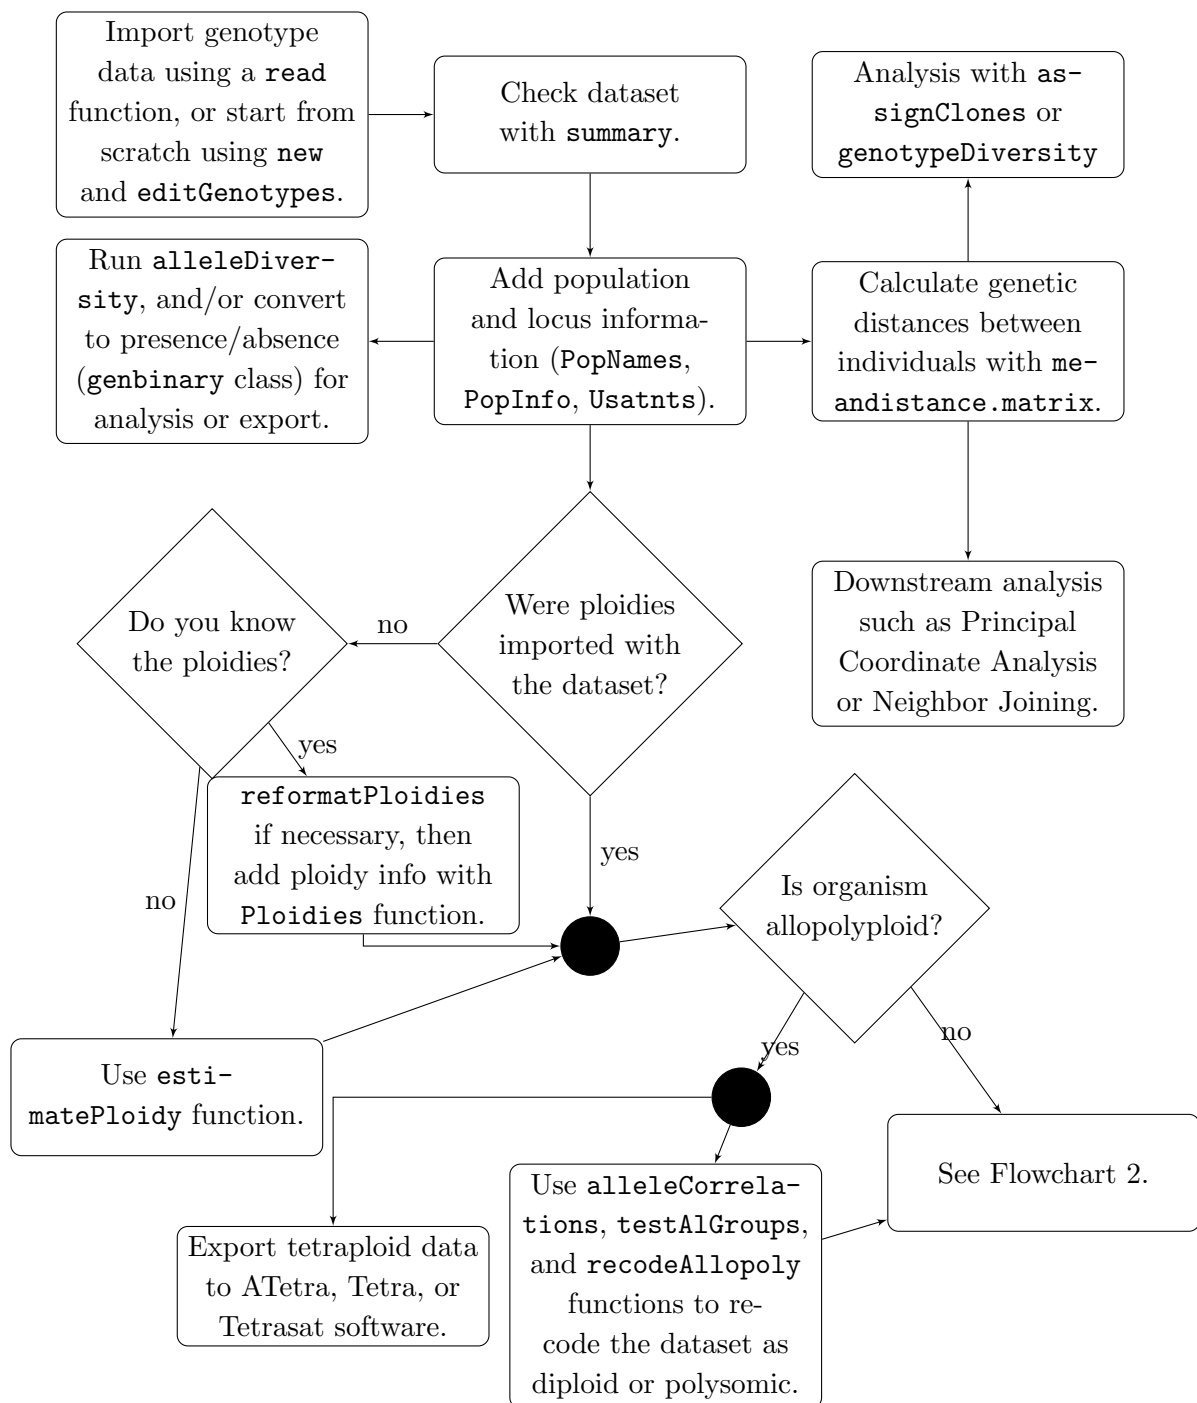 Import genotype
data using a read
function, or start from
scratch using new
and editGenotypes.
Check dataset
with summary.
Analysis with as-
signClones or
genotypeDiversity
Run alleleDiver-
sity, and/or convert
to presence/absence
(genbinary class) for
analysis or export.
Add population
and locus informa-
tion (PopNames,
PopInfo, Usatnts).
Calculate genetic
distances between
individuals with me-
andistance.matrix.
Do you know
the ploidies?
no
Were ploidies
imported with
the dataset?
Downstream analysis
such as Principal
Coordinate Analysis
or Neighbor Joining.
yes
reformatPloidies
if necessary, then
add ploidy info with
Ploidies function.
yes
no
Is organism
allopolyploid?
yes
no
Use esti-
matePloidy function.
See Flowchart 2.
Export tetraploid data
to ATetra, Tetra, or
Tetrasat software.
Use alleleCorrela-
tions, testAlGroups,
and recodeAllopoly
functions to re-
code the dataset as
diploid or polysomic.